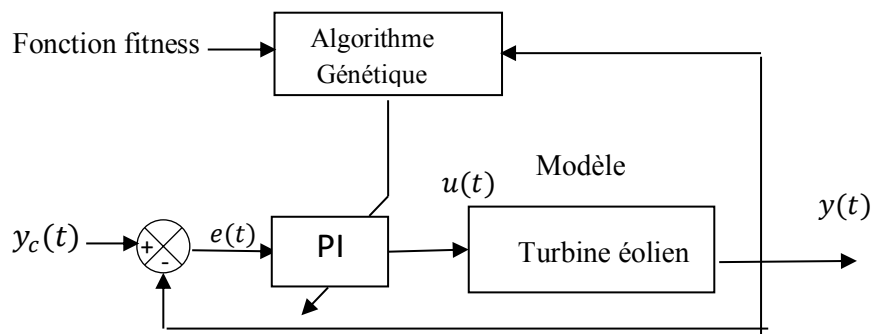 Fonction fitness
Algorithme
Génétique
Modèle
u(t)
y(t)
y_c(t)
+
-
e(t)
PI
Turbine éolien